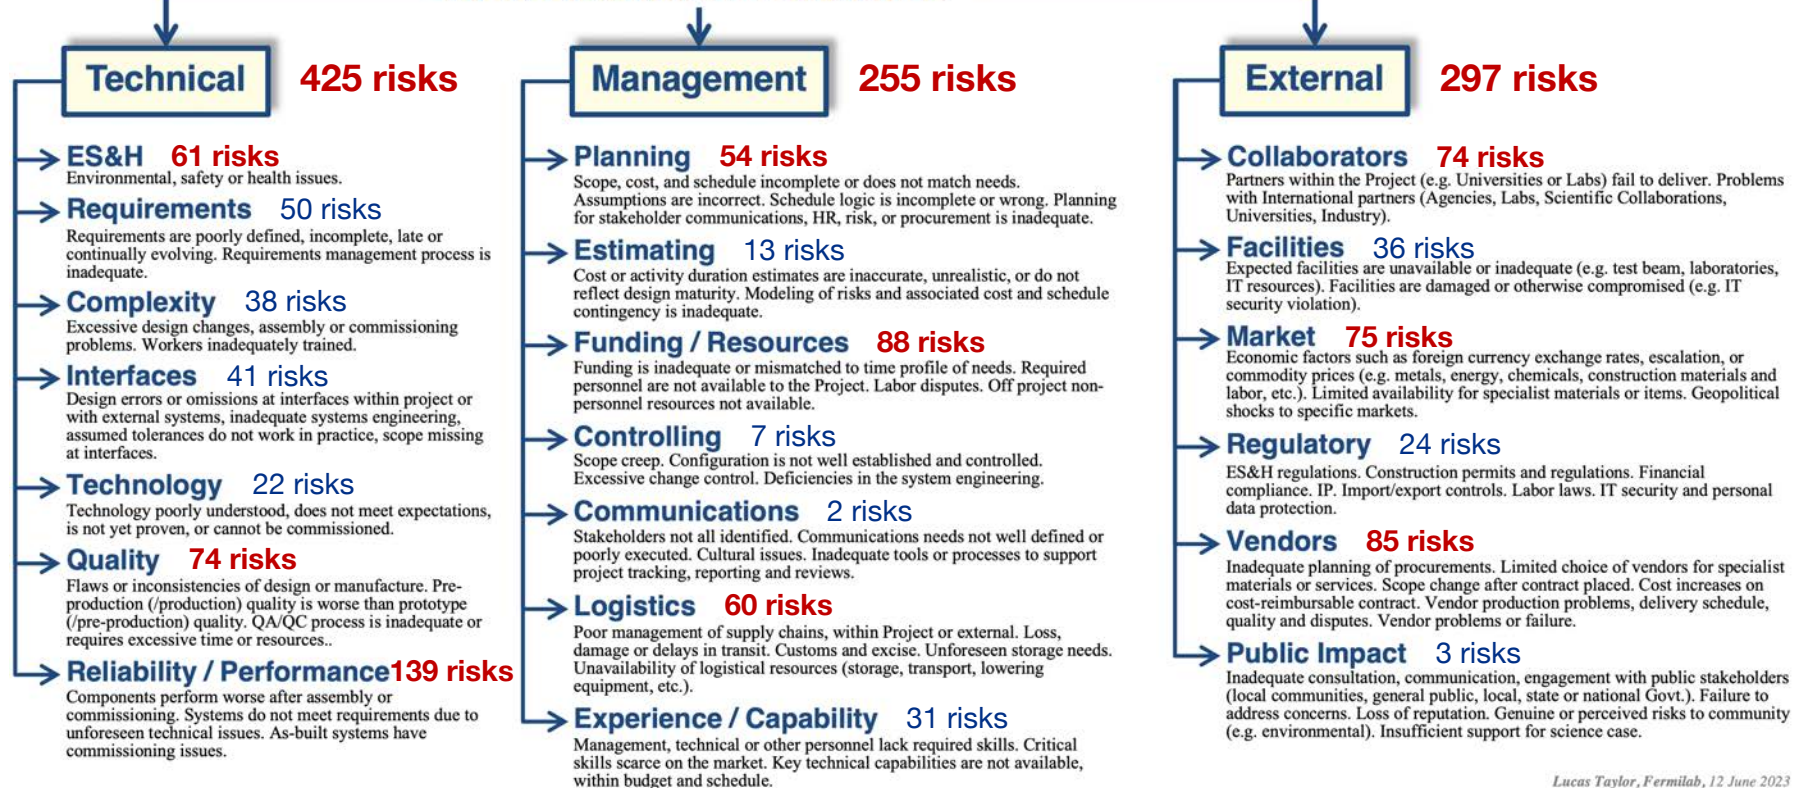 Technical 425 risks
ES&H 61 risks
Environmental, safety or health issues.
Requirements 50 risks
Requirements are poorly defined, incomplete, late or
continually evolving. Requirements management process is
inadequate.
Complexity 38 risks
Excessive design changes, assembly or commissioning
problems. Workers inadequately trained.
Interfaces 41 risks
Design errors or omissions at interfaces within project or
with external systems, inadequate systems engineering,
assumed tolerances do not work in practice, scope missing
at interfaces.
Technology 22 risks
Technology poorly understood, does not meet expectations,
is not yet proven, or cannot be commissioned.
Quality 74 risks
Flaws or inconsistencies of design or manufacture. Pre-
production (/production) quality is worse than prototype
(/pre-production) quality. QA/QC process is inadequate or
requires excessive time or resources..
Reliability / Performance 139 risks
Components perform worse after assembly or
commissioning. Systems do not meet requirements due to
unforeseen technical issues. As-built systems have
commissioning issues.
Management 255 risks
Planning 54 risks
Scope, cost, and schedule incomplete or does not match needs.
Assumptions are incorrect. Schedule logic is incomplete or wrong. Planning
for stakeholder communications, HR, risk, or procurement is inadequate.
Estimating 13 risks
Cost or activity duration estimates are inaccurate, unrealistic, or do not
reflect design maturity. Modeling of risks and associated cost and schedule
contingency is inadequate.
Funding / Resources 88 risks
Funding is inadequate or mismatched to time profile of needs. Required
personnel are not available to the Project. Labor disputes. Off project non-
personnel resources not available.
Controlling 7 risks
Scope creep. Configuration is not well established and controlled.
Excessive change control. Deficiencies in the system engineering.
Communications 2 risks
Stakeholders not all identified. Communications needs not well defined or
poorly executed. Cultural issues. Inadequate tools or processes to support
project tracking, reporting and reviews.
Logistics 60 risks
Poor management of supply chains, within Project or external. Loss,
damage or delays in transit. Customs and excise. Unforeseen storage needs.
Unavailability of logistical resources (storage, transport, lowering
equipment, etc.).
Experience / Capability 31 risks
Management, technical or other personnel lack required skills. Critical
skills scarce on the market. Key technical capabilities are not available,
within budget and schedule.
External 297 risks
Collaborators 74 risks
Partners within the Project (e.g. Universities or Labs) fail to deliver. Problems
with International partners (Agencies, Labs, Scientific Collaborations,
Universities, Industry).
Facilities 36 risks
Expected facilities are unavailable or inadequate (e.g. test beam, laboratories,
IT resources). Facilities are damaged or otherwise compromised (e.g. IT
security violation).
Market 75 risks
Economic factors such as foreign currency exchange rates, escalation, or
commodity prices (e.g. metals, energy, chemicals, construction materials and
labor, etc.). Limited availability for specialist materials or items. Geopolitical
shocks to specific markets.
Regulatory 24 risks
ES&H regulations. Construction permits and regulations. Financial
compliance. IP. Import/export controls. Labor laws. IT security and personal
data protection.
Vendors 85 risks
Inadequate planning of procurements. Limited choice of vendors for specialist
materials or services. Scope change after contract placed. Cost increases on
cost-reimbursable contract. Vendor production problems, delivery schedule,
quality and disputes. Vendor problems or failure.
Public Impact 3 risks
Inadequate consultation, communication, engagement with public stakeholders
(local communities, general public, local, state or national Govt.). Failure to
address concerns. Loss of reputation. Genuine or perceived risks to community
(e.g. environmental). Insufficient support for science case.
Lucas Taylor, Fermilab, 12 June 2023